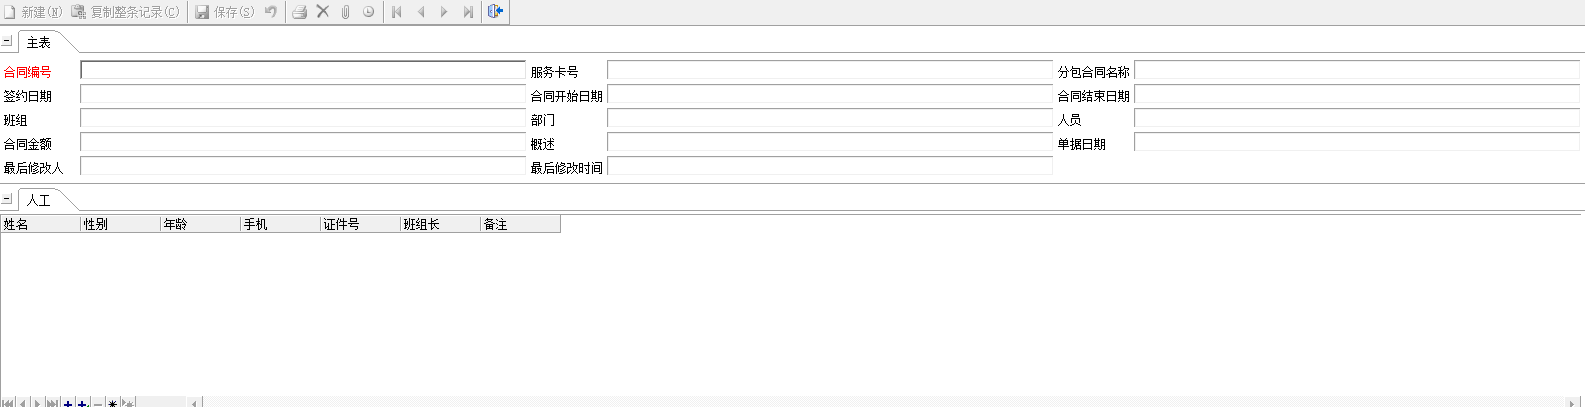 新建(N) 复制整条记录(C) 保存(S)
主表
合同编号 服务卡号 分包合同名称
签约日期 合同开始日期 合同结束日期
班组 部门 人员
合同金额 概述 单据日期
最后修改人 最后修改时间
人工
姓名 性别 年龄 手机 证件号 班组长 备注